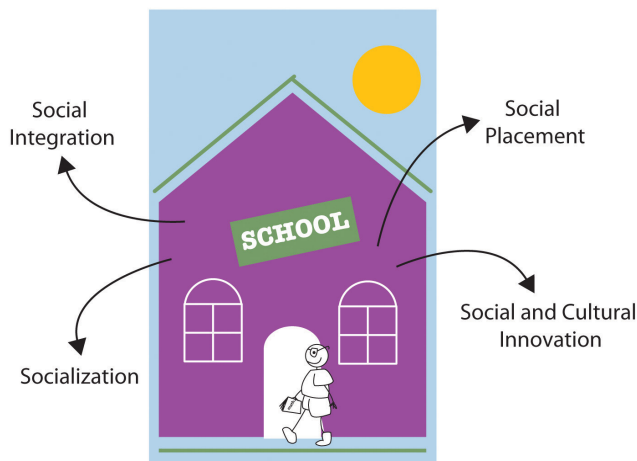 Social
Integration
Social
Placement
SCHOOL
Social and Cultural
Innovation
Socialization